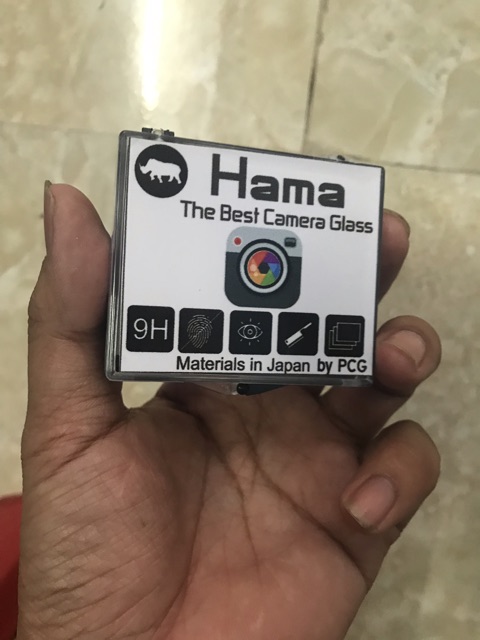 Hama
The Best Camera Glass
9H
Materials in Japan by PCG